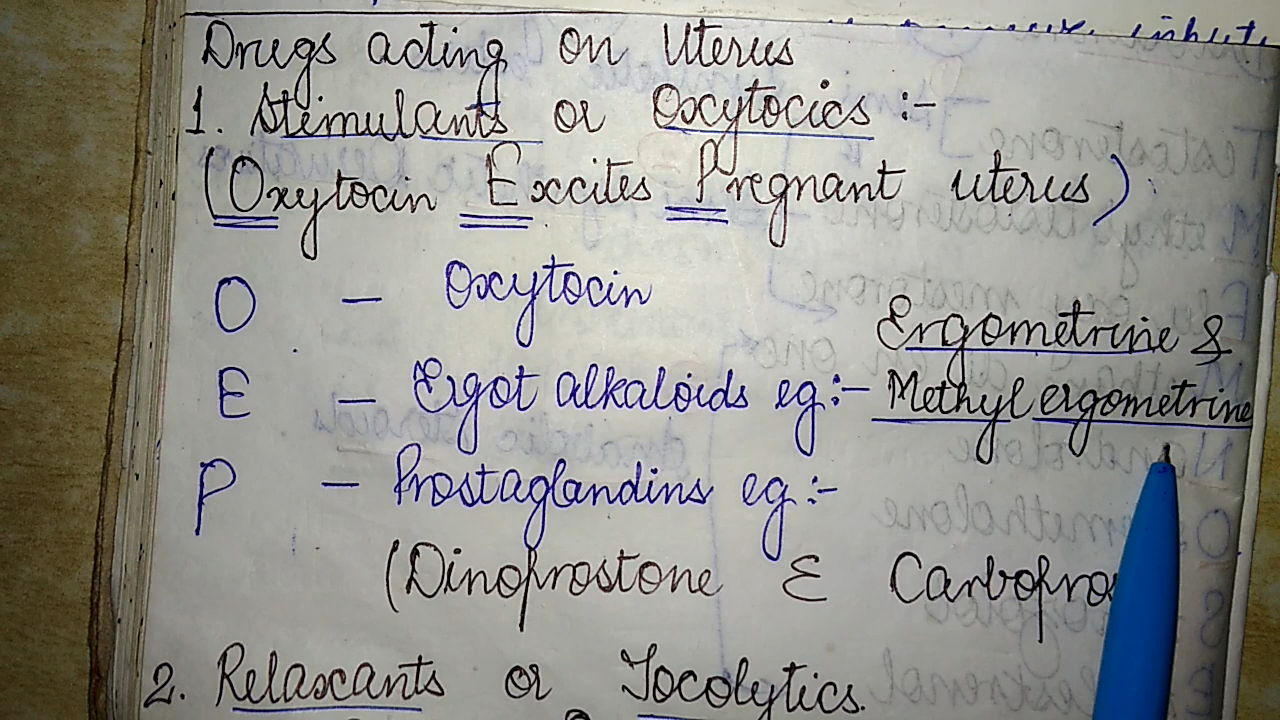 Drugs acting on Uterus
1. Stimulants or Oxytocics :-
(Oxytocin Excites Pregnant uterus)
O - Oxytocin
E - Ergot alkaloids eg:- Ergometrine &
Methyl ergometrine
P - Prostaglandins eg :-
(Dinoprostone & Carbopro
2. Relaxants or Tocolytics.